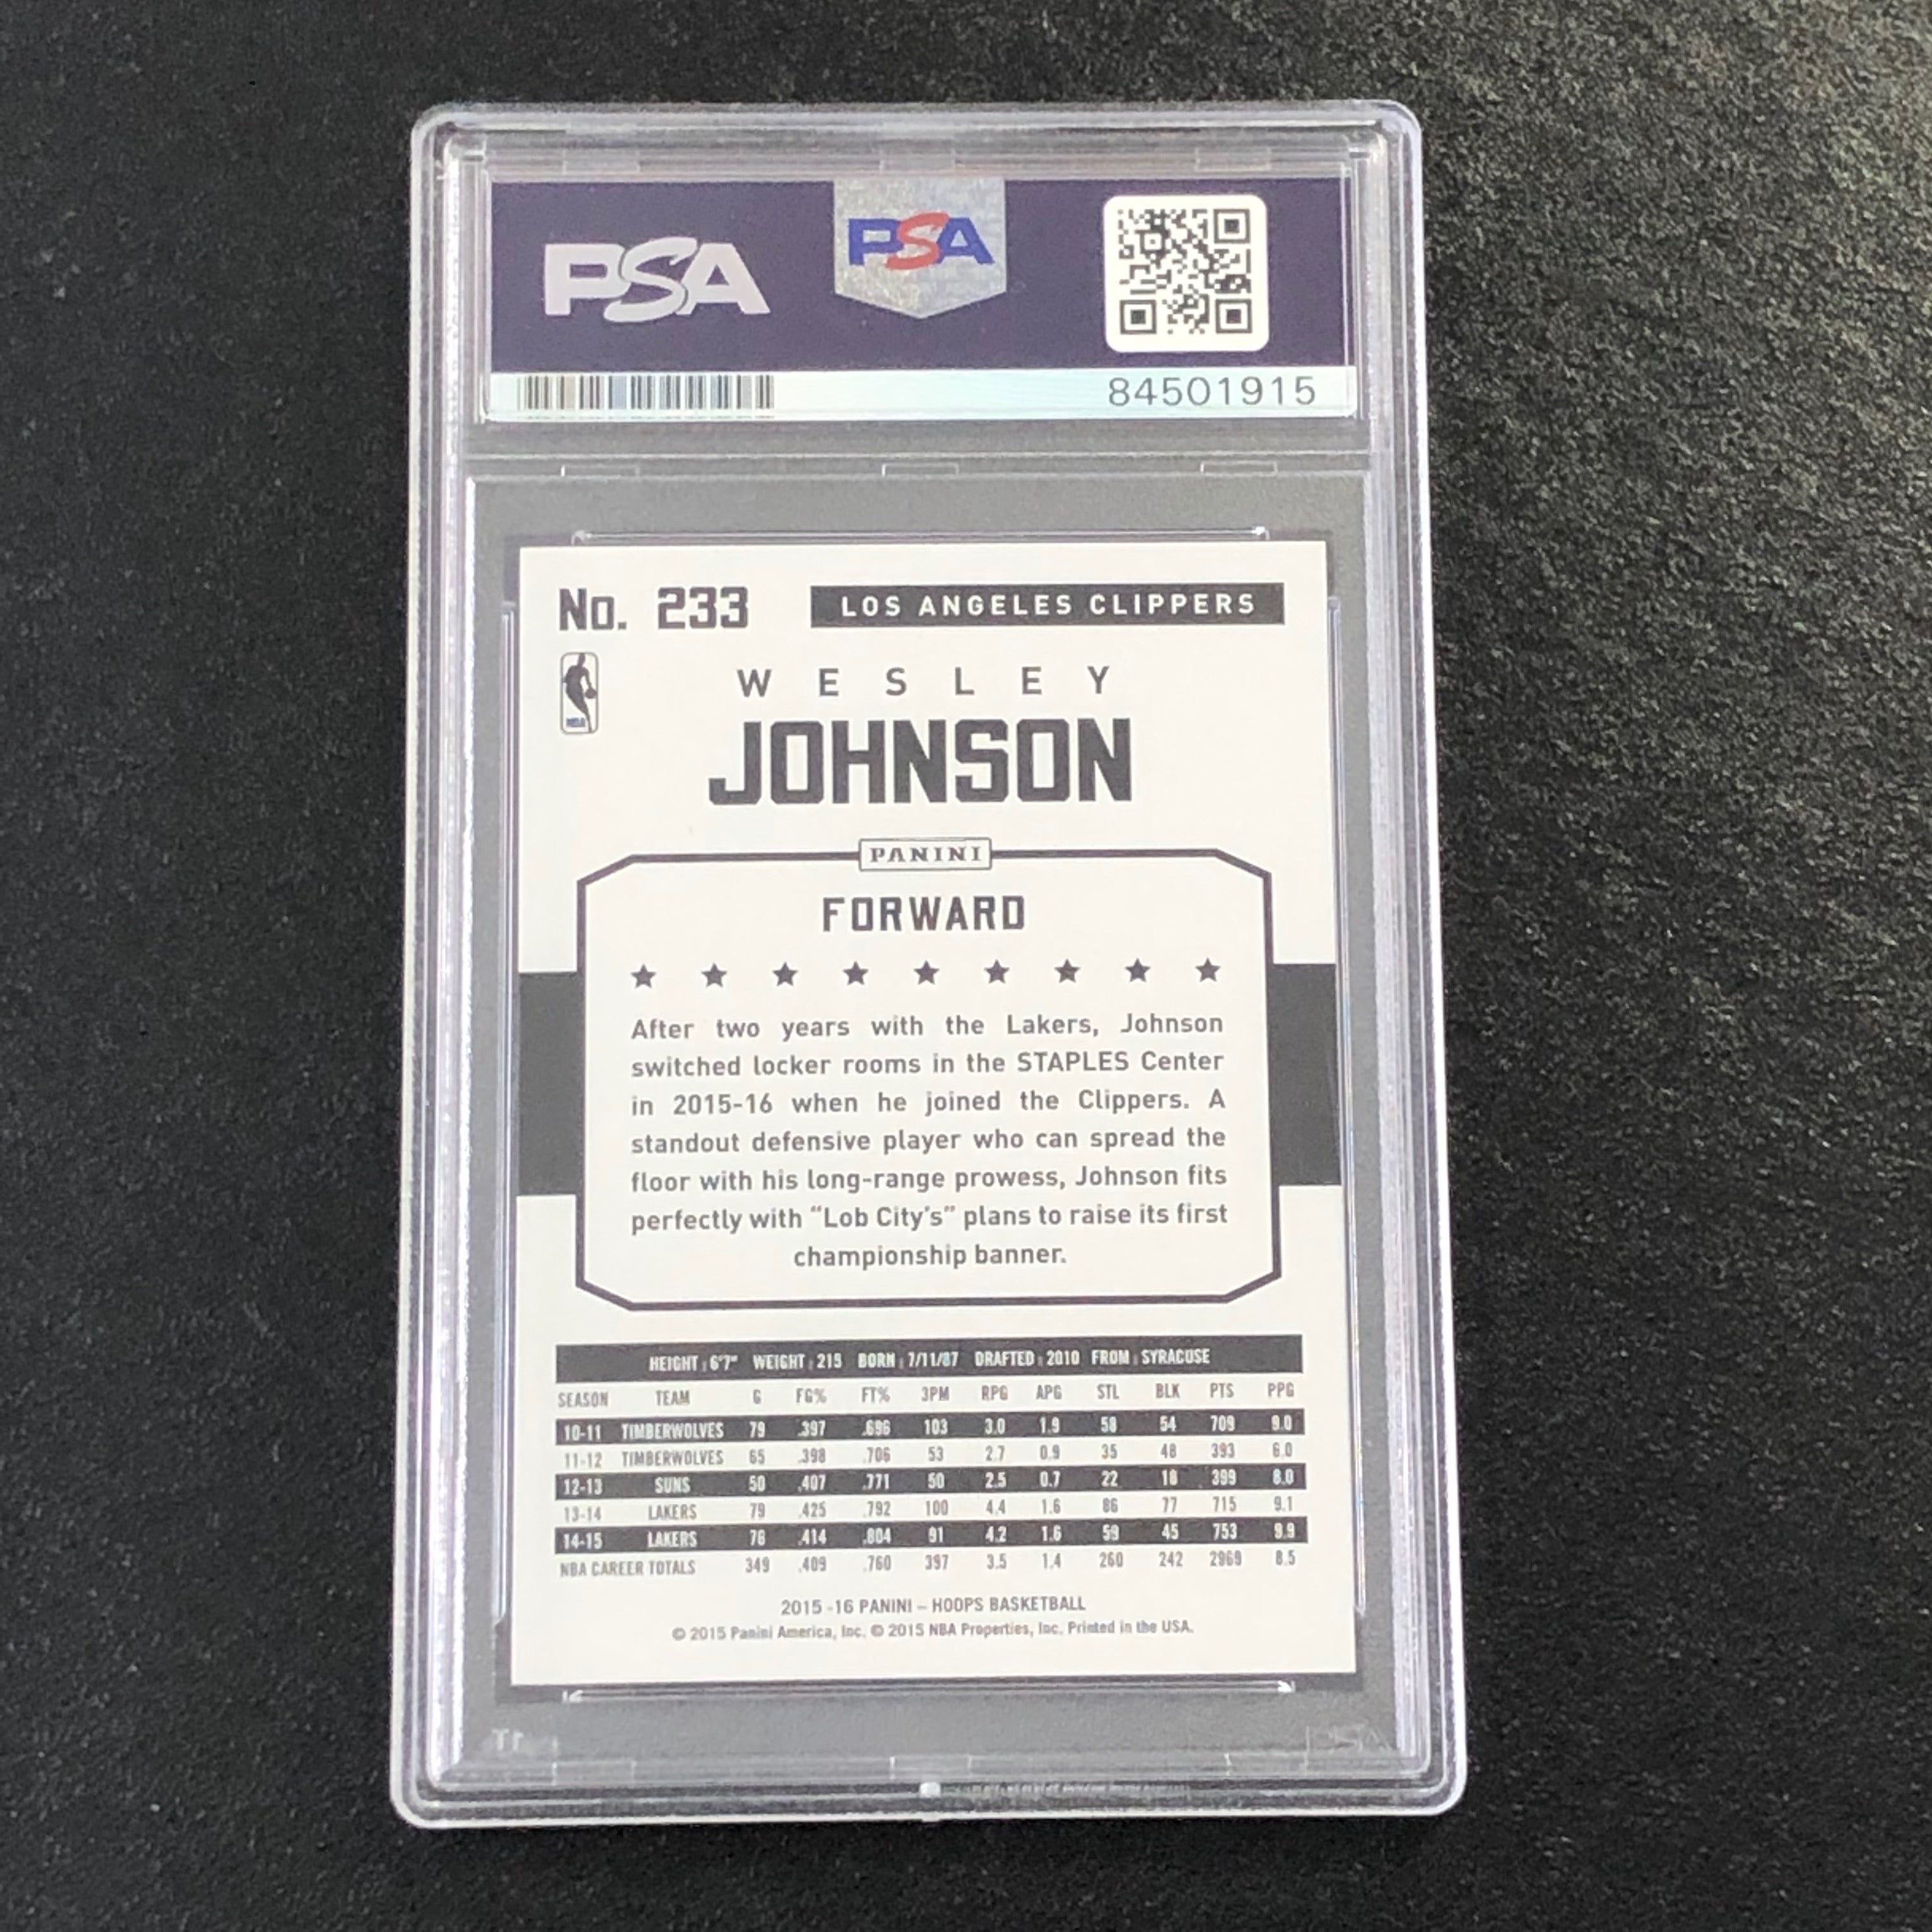 PSA PSA
84501915
No. 233 LOS ANGELES CLIPPERS
NBA
WESLEY
JOHNSON
PANINI
FORWARD
After two years with the Lakers, Johnson
switched locker rooms in the STAPLES Center
in 2015-16 when he joined the Clippers. A
standout defensive player who can spread the
floor with his long-range prowess, Johnson fits
perfectly with “Lob City’s” plans to raise its first
championship banner.
HEIGHT: 6'7" WEIGHT: 215 BORN: 7/11/87 DRAFTED: 2010 FROM: SYRACUSE
SEASON TEAM G FG% FT% 3PM RPG APG STL BLK PTS PPG
10-11 TIMBERWOLVES 79 .397 .696 103 3.0 1.9 58 54 709 9.0
11-12 TIMBERWOLVES 65 .398 .706 53 2.7 0.9 35 48 393 6.0
12-13 SUNS 50 .407 .771 50 2.5 0.7 22 18 399 8.0
13-14 LAKERS 79 .425 .792 100 4.4 1.6 86 77 715 9.1
14-15 LAKERS 76 .414 .804 91 4.2 1.6 59 45 753 9.9
NBA CAREER TOTALS 349 .409 .760 397 3.5 1.4 260 242 2969 8.5
2015-16 PANINI – HOOPS BASKETBALL
© 2015 Panini America, Inc. © 2015 NBA Properties, Inc. Printed in the USA.